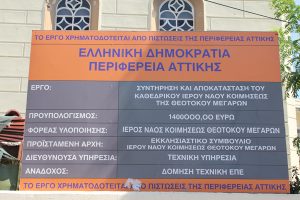 ΤΟ ΕΡΓΟ ΧΡΗΜΑΤΟΔΟΤΕΙΤΑΙ ΑΠΟ ΠΙΣΤΩΣΕΙΣ ΤΗΣ ΠΕΡΙΦΕΡΕΙΑΣ ΑΤΤΙΚΗΣ
ΕΛΛΗΝΙΚΗ ΔΗΜΟΚΡΑΤΙΑ
ΠΕΡΙΦΕΡΕΙΑ ΑΤΤΙΚΗΣ
ΕΡΓΟ: ΣΥΝΤΗΡΗΣΗ ΚΑΙ ΑΠΟΚΑΤΑΣΤΑΣΗ ΤΟΥ
ΚΑΘΕΔΡΙΚΟΥ ΙΕΡΟΥ ΝΑΟΥ ΚΟΙΜΗΣΕΩΣ
ΤΗΣ ΘΕΟΤΟΚΟΥ ΜΕΓΑΡΩΝ
ΠΡΟΥΠΟΛΟΓΙΣΜΟΣ: 1400000,00 ΕΥΡΩ
ΦΟΡΕΑΣ ΥΛΟΠΟΙΗΣΗΣ: ΙΕΡΟΣ ΝΑΟΣ ΚΟΙΜΗΣΕΩΣ ΘΕΟΤΟΚΟΥ ΜΕΓΑΡΩΝ
ΠΡΟΪΣΤΑΜΕΝΗ ΑΡΧΗ: ΕΚΚΛΗΣΙΑΣΤΙΚΟ ΣΥΜΒΟΥΛΙΟ
ΙΕΡΟΥ ΝΑΟΥ ΚΟΙΜΗΣΕΩΣ ΤΗΣ ΘΕΟΤΟΚΟΥ ΜΕΓΑΡΩΝ
ΔΙΕΥΘΥΝΟΥΣΑ ΥΠΗΡΕΣΙΑ: ΤΕΧΝΙΚΗ ΥΠΗΡΕΣΙΑ
ΑΝΑΔΟΧΟΣ: ΔΟΜΗΣΗ ΤΕΧΝΙΚΗ ΕΠΕ
ΤΟ ΕΡΓΟ ΧΡΗΜΑΤΟΔΟΤΕΙΤΑΙ ΑΠΟ ΠΙΣΤΩΣΕΙΣ ΤΗΣ ΠΕΡΙΦΕΡΕΙΑΣ ΑΤΤΙΚΗΣ